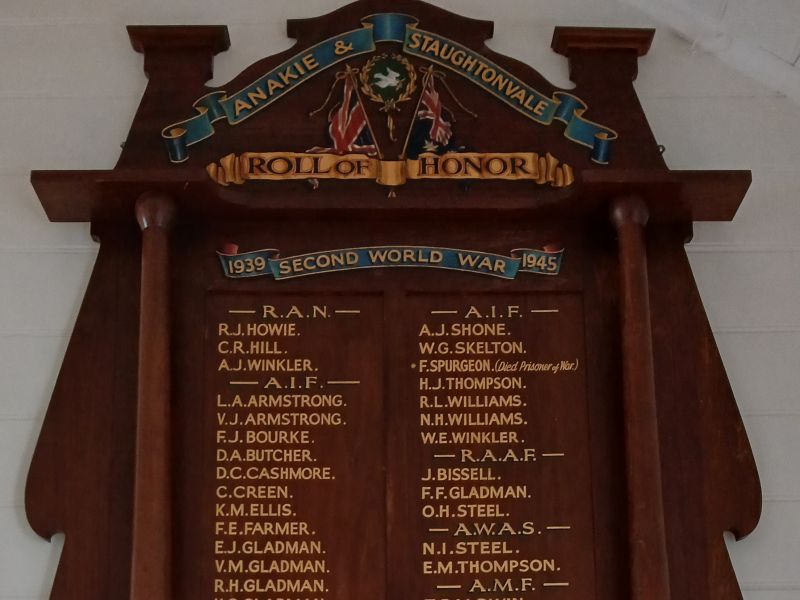 ANAKIE & STAUGHTONVALE
ROLL OF HONOR
1939 SECOND WORLD WAR 1945
R.A.N.
R.J. HOWIE.
C.R. HILL.
A.J. WINKLER.
A.I.F.
L.A. ARMSTRONG.
V.J. ARMSTRONG.
F.J. BOURKE.
D.A. BUTCHER.
D.C. CASHMORE.
C. CREEN.
K.M. ELLIS.
F.E. FARMER.
E.J. GLADMAN.
V.M. GLADMAN.
R.H. GLADMAN.
A.I.F.
A.J. SHONE.
W.G. SKELTON.
F. SPURGEON. (Died Prisoner of War.)
H.J. THOMPSON.
R.L. WILLIAMS.
N.H. WILLIAMS.
W.E. WINKLER.
R.A.A.F.
J. BISSELL.
F.F. GLADMAN.
O.H. STEEL.
A.W.A.S.
N.I. STEEL.
E.M. THOMPSON.
A.M.F.